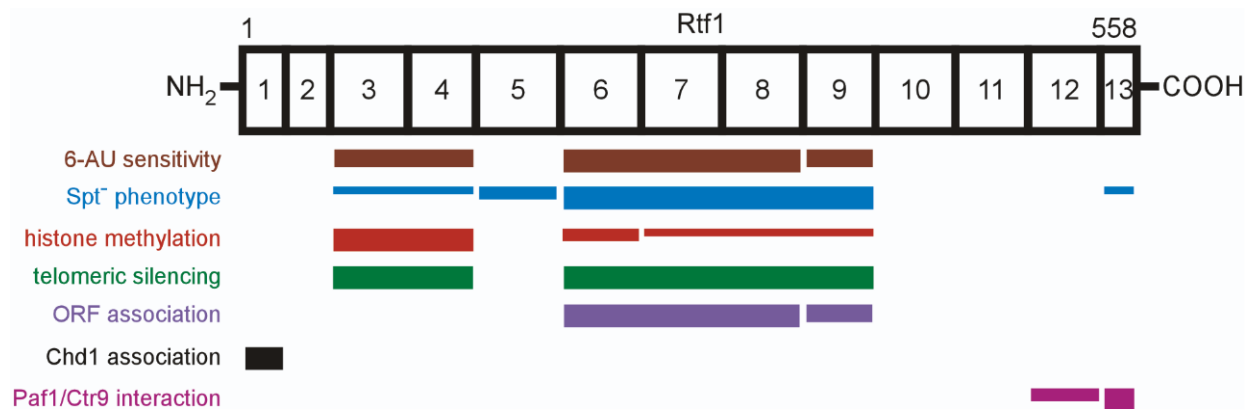 1 Rtf1 558
NH2 1 2 3 4 5 6 7 8 9 10 11 12 13 COOH
6-AU sensitivity
Spt⁻ phenotype
histone methylation
telomeric silencing
ORF association
Chd1 association
Paf1/Ctr9 interaction